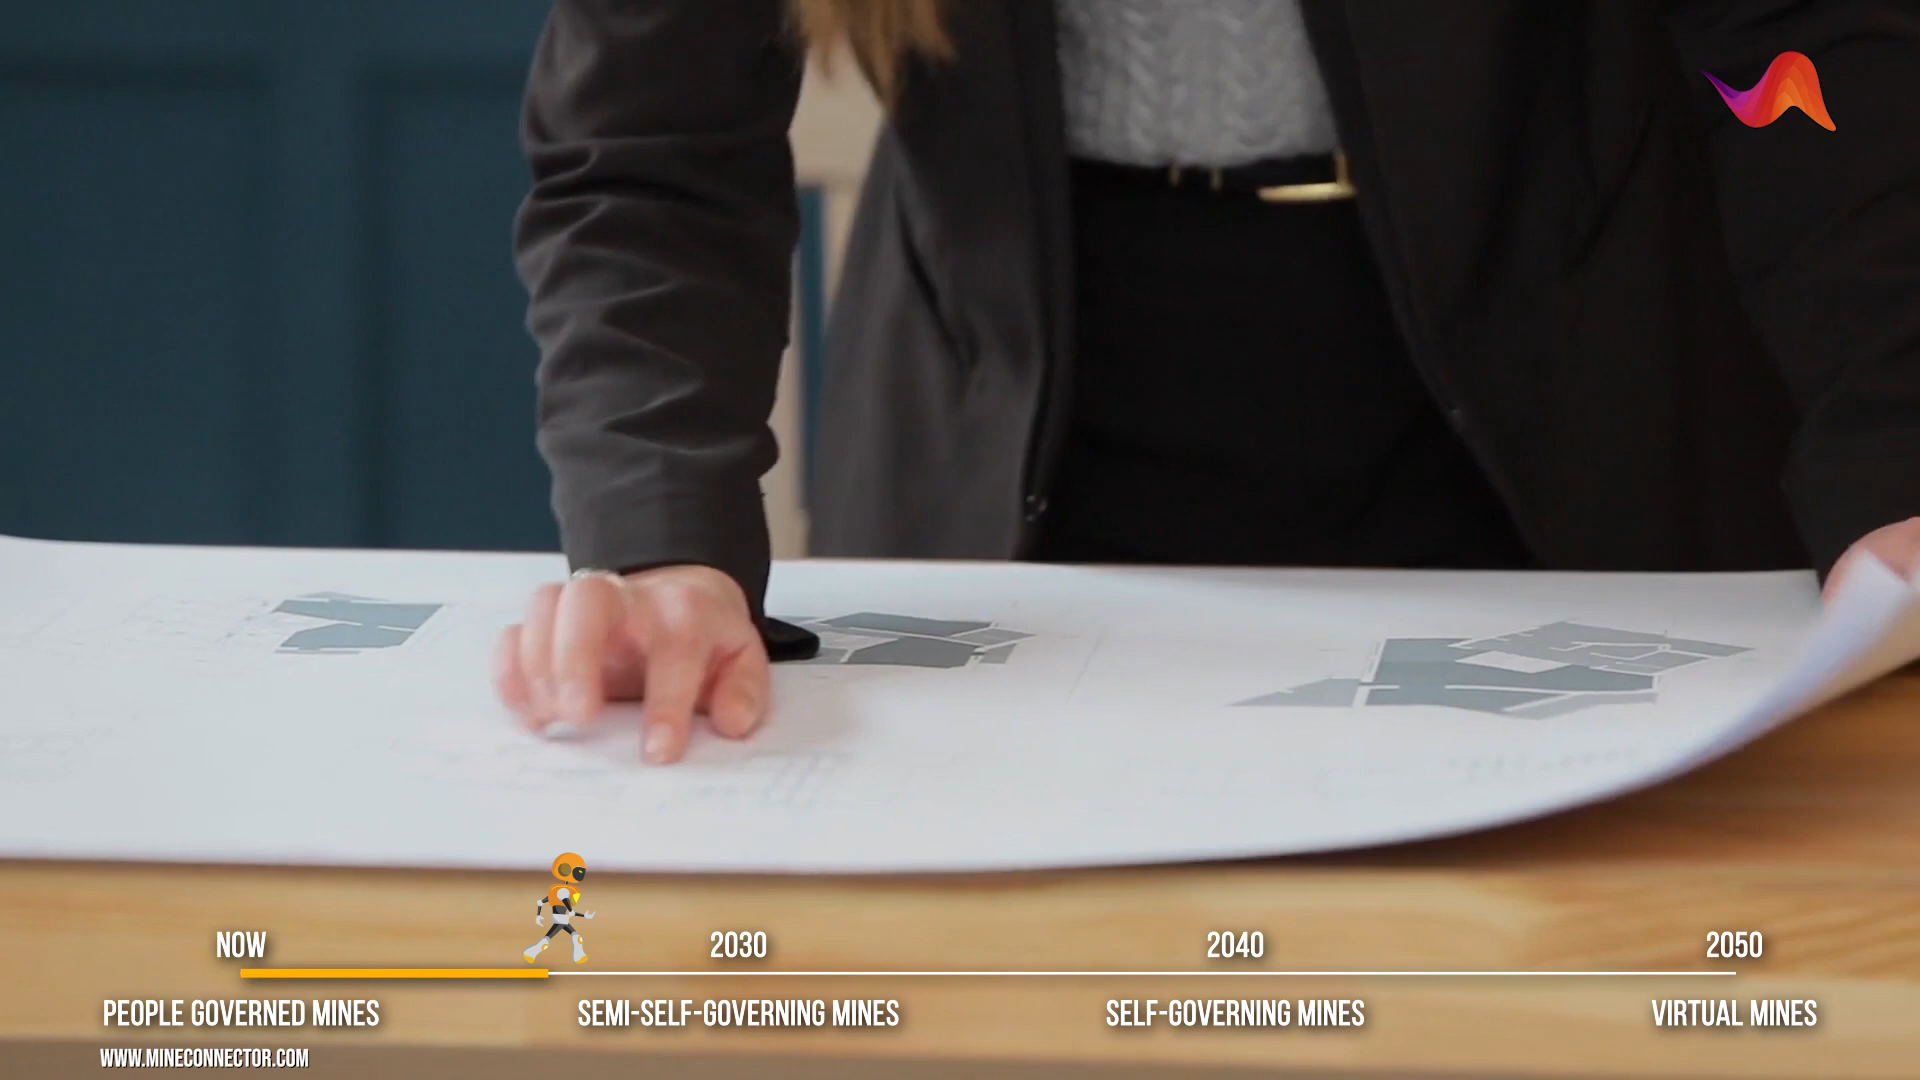 NOW 2030 2040 2050
PEOPLE GOVERNED MINES SEMI-SELF-GOVERNING MINES SELF-GOVERNING MINES VIRTUAL MINES
WWW.MINECONNECTOR.COM